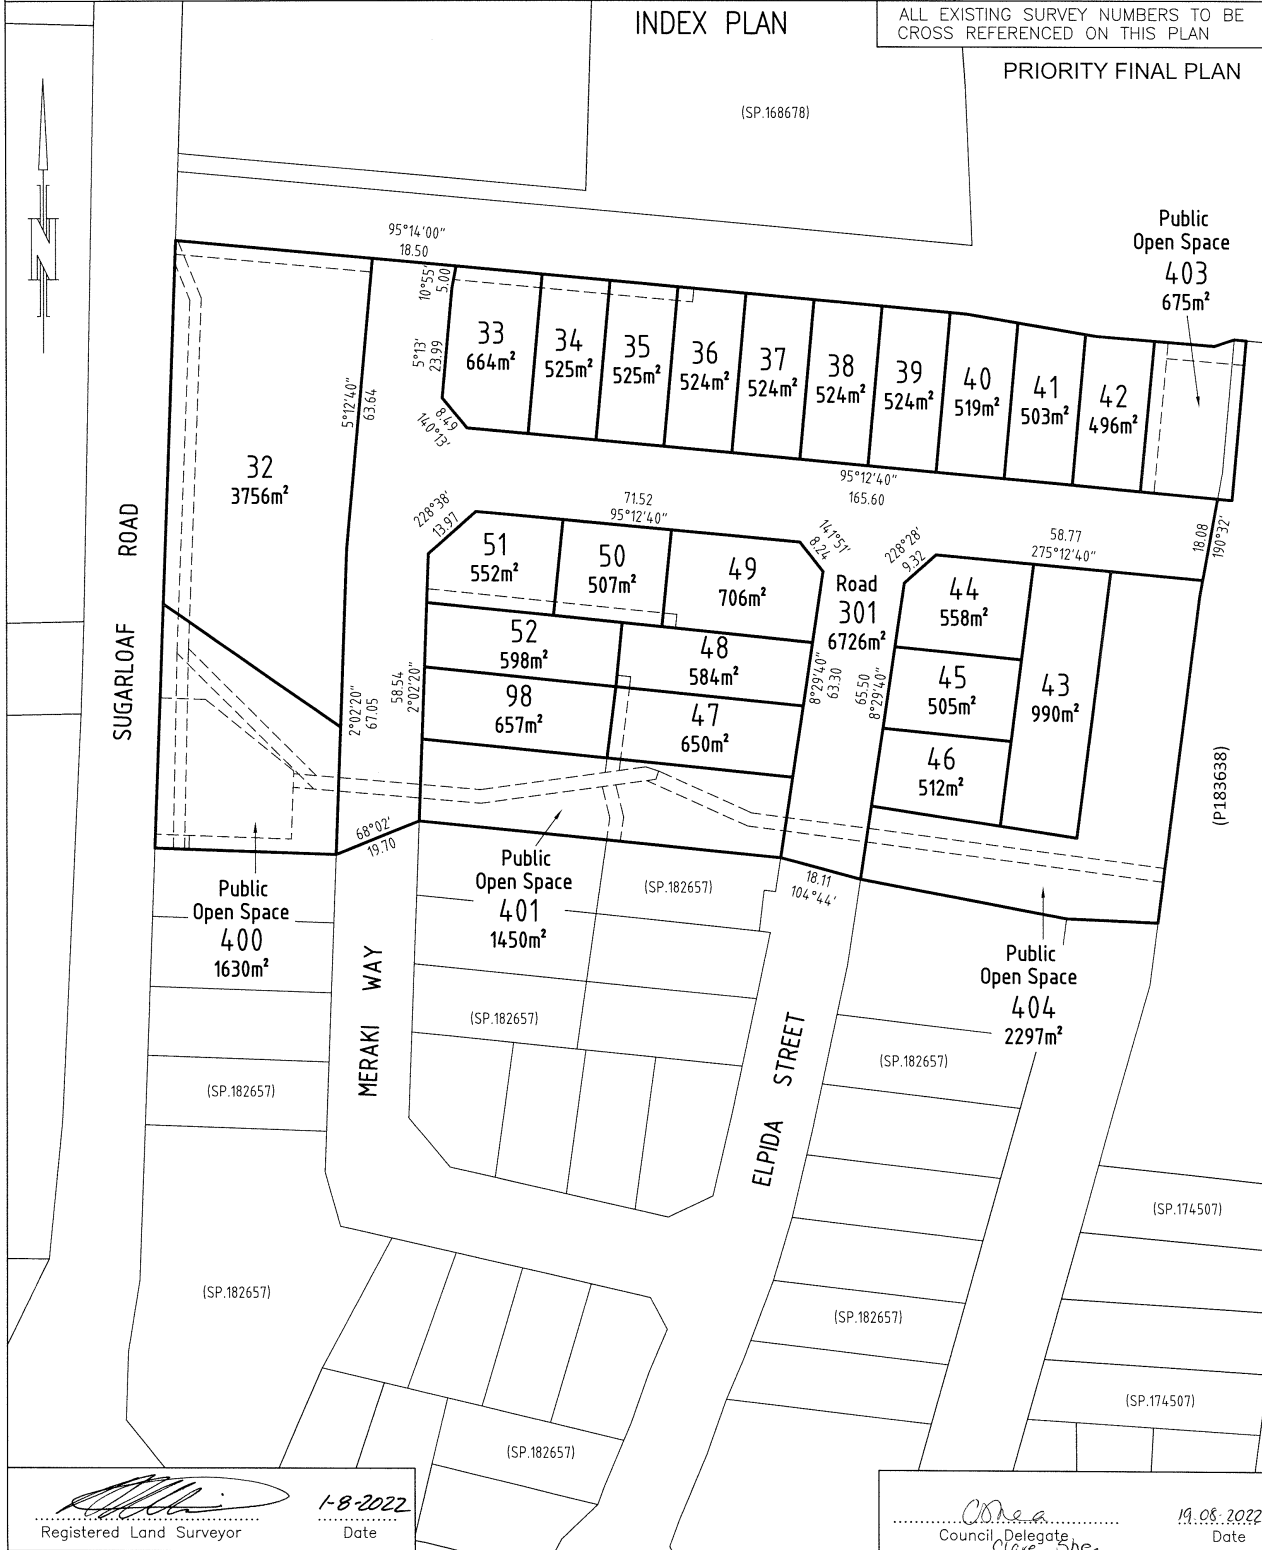 INDEX PLAN
ALL EXISTING SURVEY NUMBERS TO BE
CROSS REFERENCED ON THIS PLAN
PRIORITY FINAL PLAN
(SP.168678)
N
Public
Open Space
403
675m²
95°14'00"
18.50
10°55'
5.00
5°13'
23.99
8.49
140°13'
5°12'40"
63.64
33
664m²
34
525m²
35
525m²
36
524m²
37
524m²
38
524m²
39
524m²
40
519m²
41
503m²
42
496m²
32
3756m²
95°12'40"
165.60
71.52
95°12'40"
228°38'
13.97
141°51'
8.24
228°28'
9.32
58.77
275°12'40"
18.08
190°32'
SUGARLOAF ROAD
51
552m²
50
507m²
49
706m²
Road
301
6726m²
44
558m²
52
598m²
48
584m²
45
505m²
43
990m²
98
657m²
47
650m²
46
512m²
2°02'20"
67.05
58.54
2°02'20"
8°29'40"
63.30
65.50
8°29'40"
(P183638)
68°02'
19.70
18.11
104°44'
Public
Open Space
400
1630m²
Public
Open Space
401
1450m²
(SP.182657)
Public
Open Space
404
2297m²
MERAKI WAY
ELPIDA STREET
(SP.182657)
(SP.182657)
(SP.182657)
(SP.174507)
(SP.182657)
(SP.182657)
(SP.174507)
(SP.182657)
1-8-2022
Registered Land Surveyor
Date
19.08.2022
Council Delegate
Date